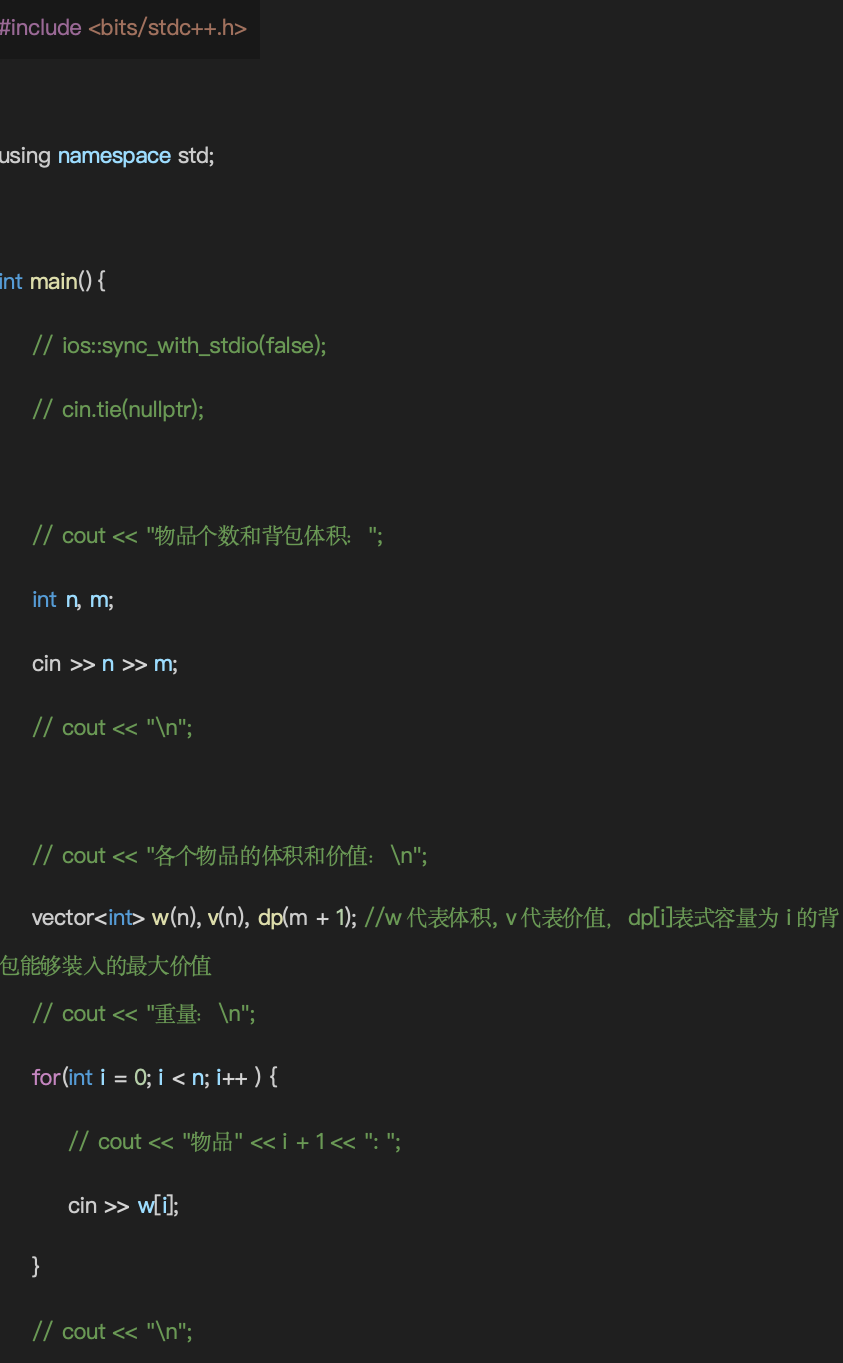 #include <bits/stdc++.h>
using namespace std;
int main() {
// ios::sync_with_stdio(false);
// cin.tie(nullptr);
// cout << "物品个数和背包体积： ";
int n, m;
cin >> n >> m;
// cout << "\n";
// cout << "各个物品的体积和价值： \n";
vector<int> w(n), v(n), dp(m + 1); //w 代表体积, v 代表价值， dp[i]表式容量为 i 的背
包能够装入的最大价值
// cout << "重量： \n";
for(int i = 0; i < n; i++ ) {
// cout << "物品" << i + 1 << ": ";
cin >> w[i];
}
// cout << "\n";